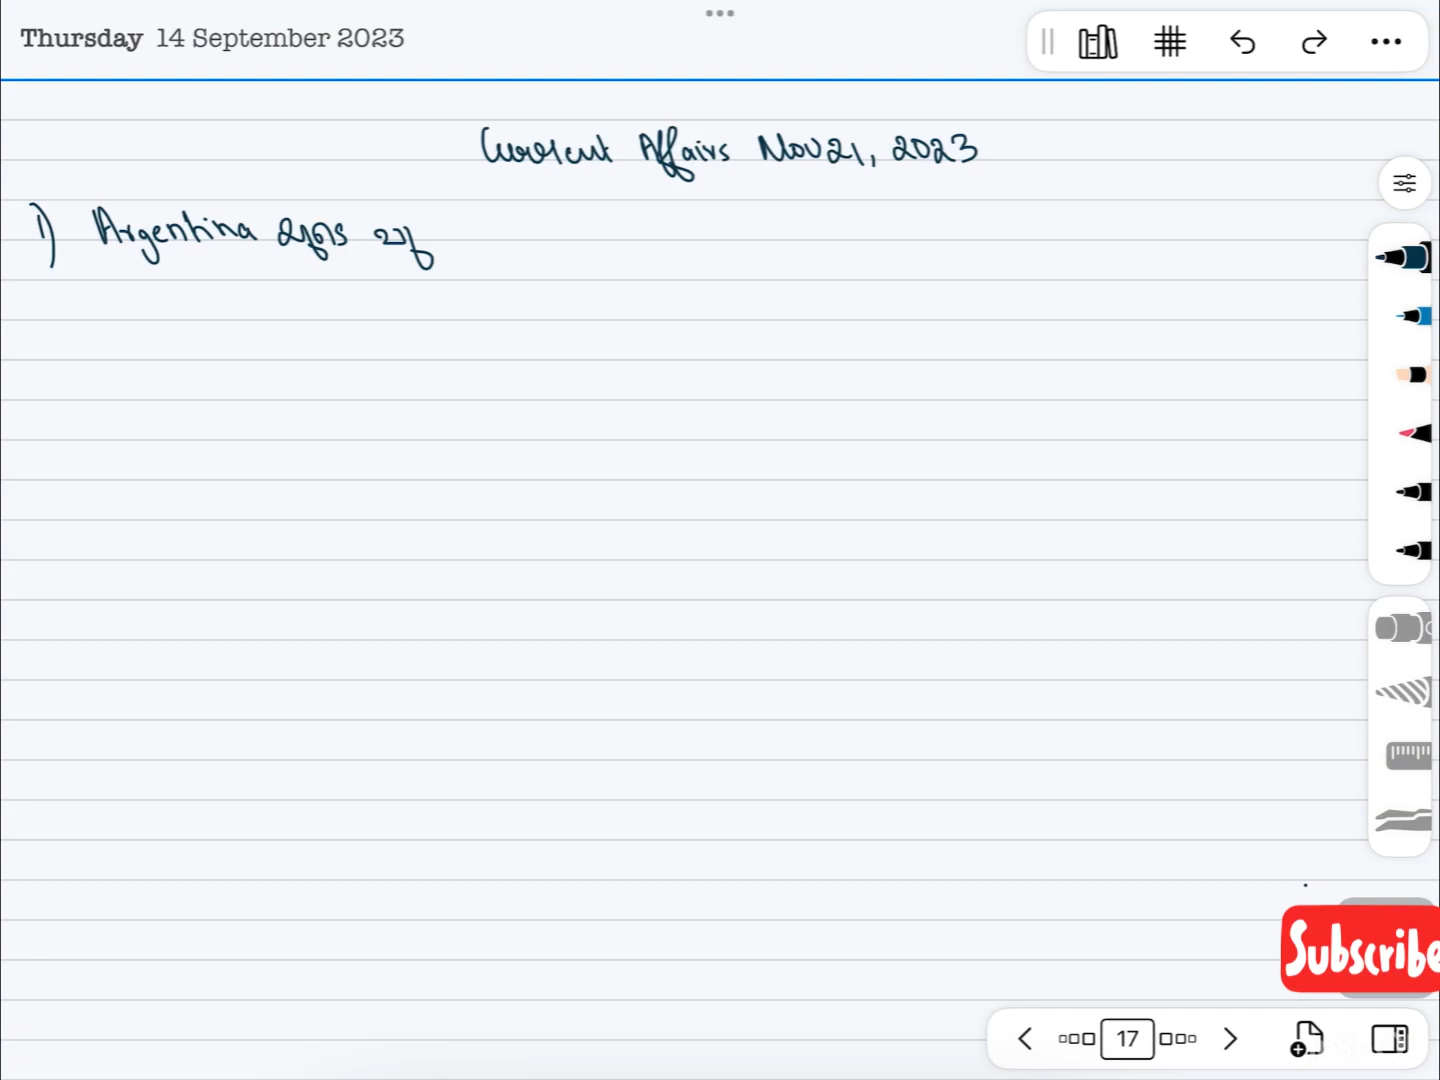 Thursday 14 September 2023
Current Affairs Nov 21, 2023
1) Argentina യുടെ പു
17
Subscribe